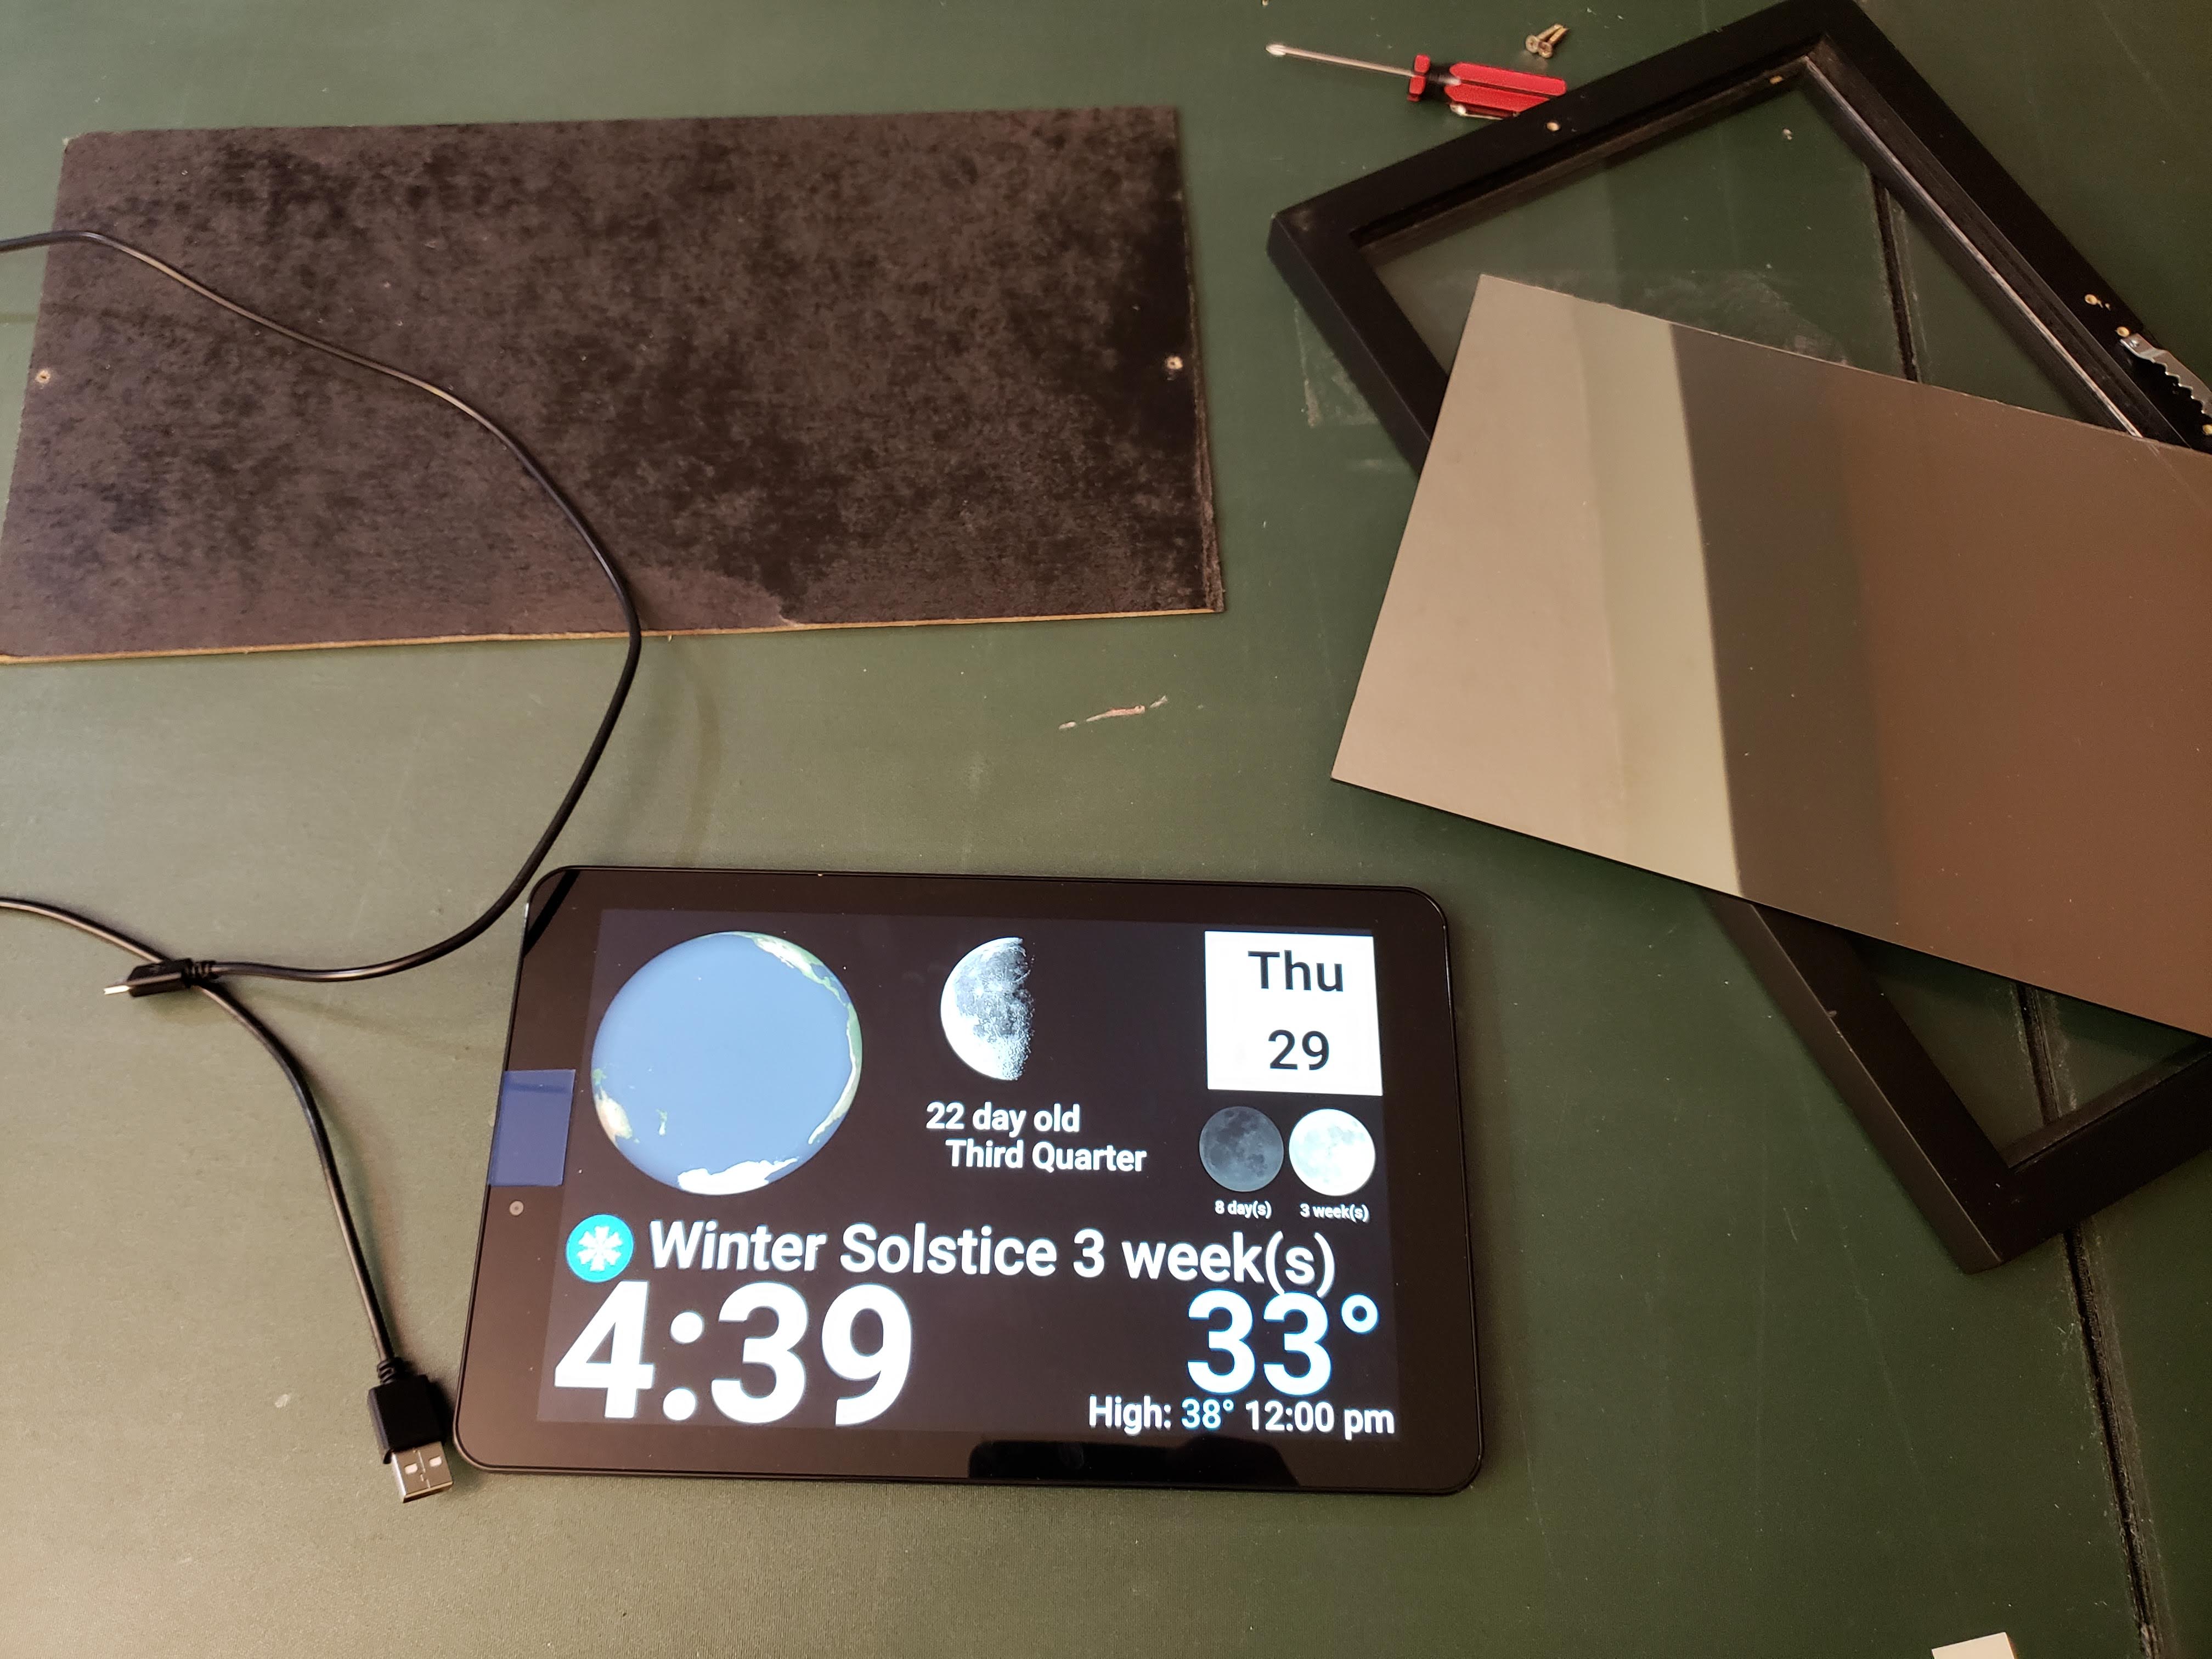 Thu
29
22 day old
Third Quarter
8 day(s) 3 week(s)
Winter Solstice 3 week(s)
4:39 33°
High: 38° 12:00 pm